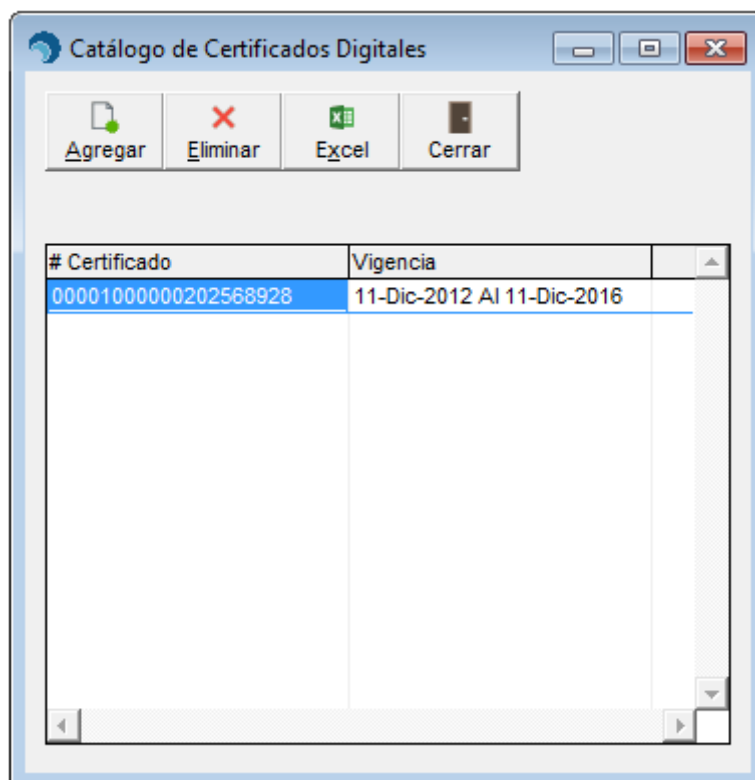 Catálogo de Certificados Digitales
Agregar Eliminar Excel Cerrar
# Certificado Vigencia
00001000000202568928 11-Dic-2012 Al 11-Dic-2016